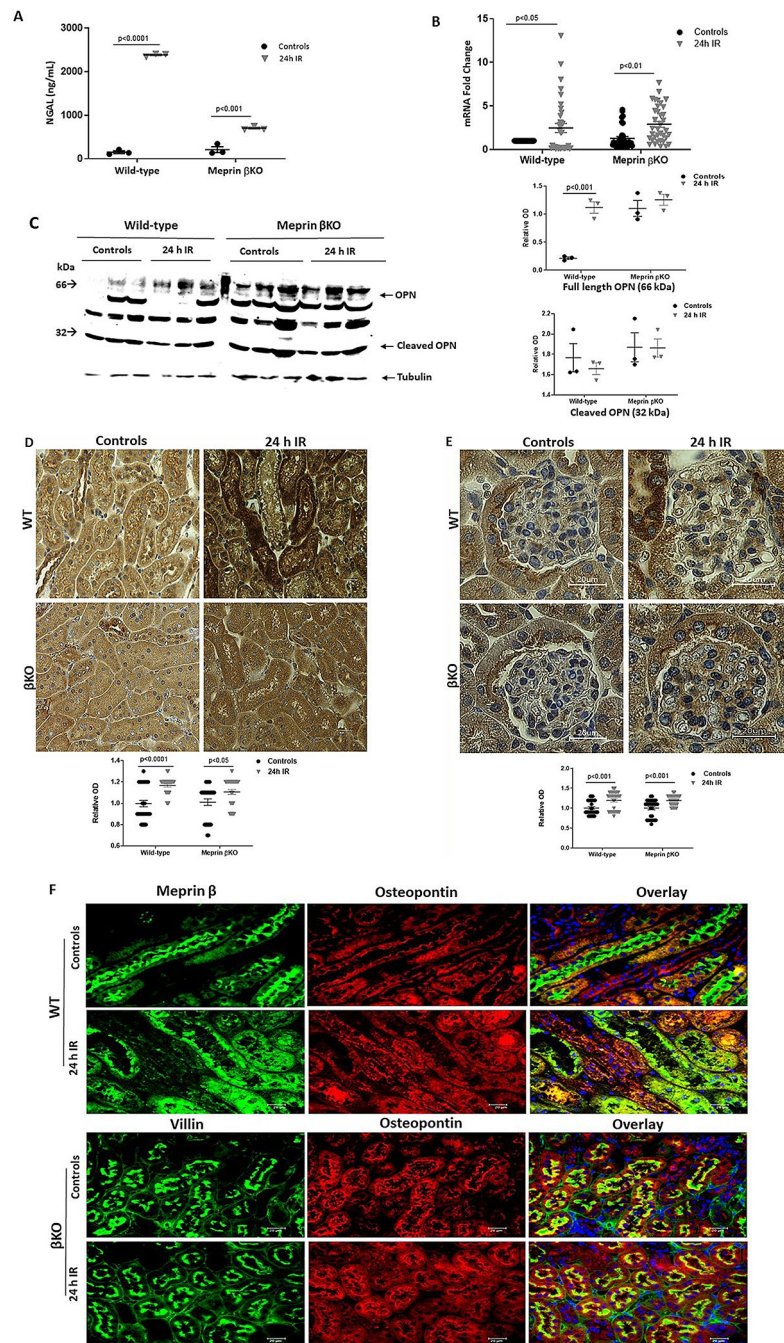 A
p<0.0001
Controls
24h IR
3000
2000
1000
0
NGAL (ng/mL)
p<0.001
Wild-type
Meprin βKO
B
p<0.05
Controls
24h IR
15
10
5
0
mRNA Fold Change
p<0.01
Wild-type
Meprin βKO
p<0.001
Controls
24 h IR
1.5
1.0
0.5
0.0
Relative OD
Wild-type
Meprin βKO
Full length OPN (66 kDa)
Controls
24h IR
2.2
2.0
1.8
1.6
1.4
Relative OD
Wild-type
Meprin βKO
Cleaved OPN (32 kDa)
C
Wild-type
Meprin βKO
Controls
24 h IR
Controls
24 h IR
kDa
66→
←OPN
32→
←Cleaved OPN
←Tubulin
D
Controls
24 h IR
WT
βKO
p<0.0001
p<0.05
Controls
24h IR
1.4
1.2
1.0
0.8
0.6
Relative OD
Wild-type
Meprin βKO
E
Controls
24 h IR
WT
20um
20um
βKO
20um
20um
p<0.001
p<0.001
Controls
24h IR
2.0
1.5
1.0
0.5
0.0
Relative OD
Wild-type
Meprin βKO
F
Meprin β
Osteopontin
Overlay
WT
Controls
24h IR
Villin
Osteopontin
Overlay
βKO
Controls
24 h IR